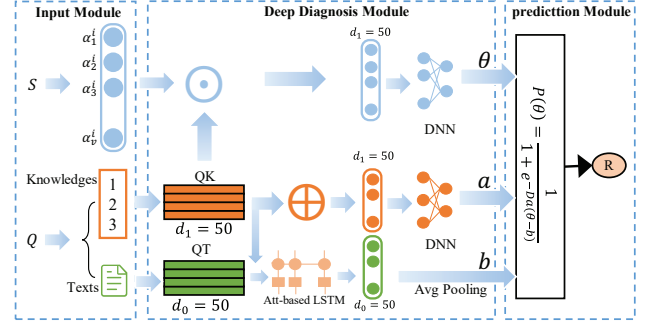 Input Module
Deep Diagnosis Module
predicttion Module
S
α₁ⁱ
α₂ⁱ
α₃ⁱ
αᵥⁱ
d₁ = 50
DNN
θ
Knowledges
1
2
3
Q
Texts
QK
d₁ = 50
QT
d₀ = 50
d₁ = 50
DNN
a
Att-based LSTM
d₀ = 50
Avg Pooling
b
P(θ) = 1 / 1 + e^−Da(θ−b)
R